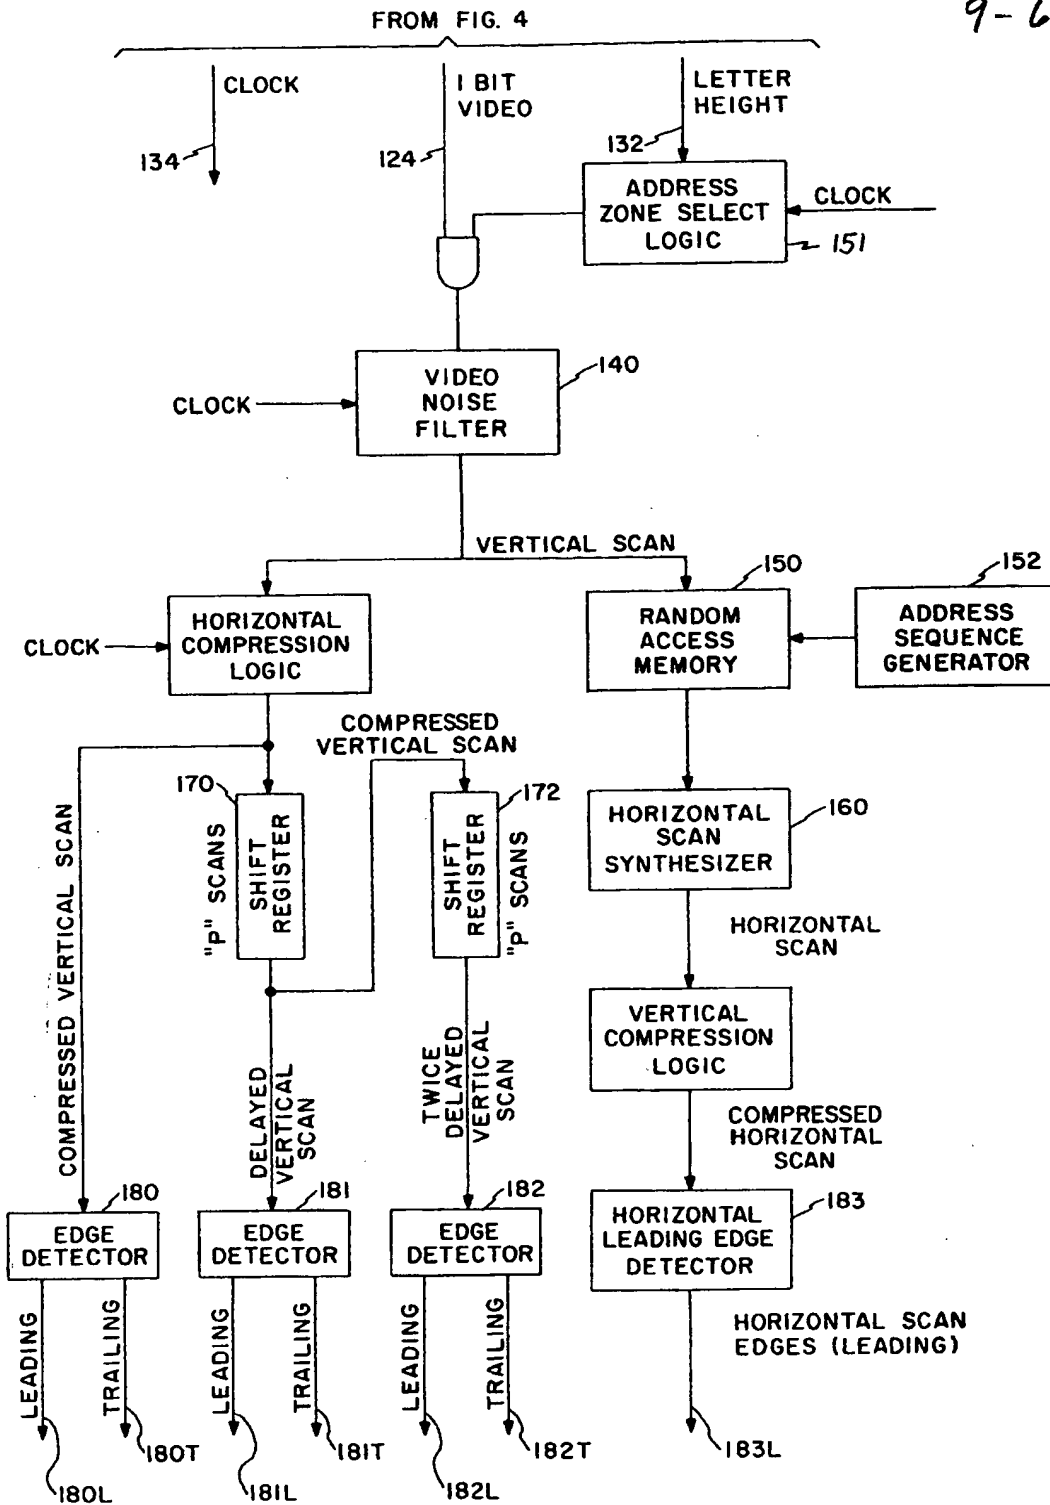 FROM FIG. 4
9-6
CLOCK
134
1 BIT
VIDEO
124
LETTER
HEIGHT
132
ADDRESS
ZONE SELECT
LOGIC
CLOCK
151
VIDEO
NOISE
FILTER
140
CLOCK
VERTICAL SCAN
HORIZONTAL
COMPRESSION
LOGIC
CLOCK
150
RANDOM
ACCESS
MEMORY
152
ADDRESS
SEQUENCE
GENERATOR
COMPRESSED
VERTICAL SCAN
COMPRESSED VERTICAL SCAN
170
"P" SCANS
SHIFT
REGISTER
172
SHIFT
REGISTER
"P" SCANS
160
HORIZONTAL
SCAN
SYNTHESIZER
HORIZONTAL
SCAN
DELAYED
VERTICAL
SCAN
TWICE
DELAYED
VERTICAL
SCAN
VERTICAL
COMPRESSION
LOGIC
COMPRESSED
HORIZONTAL
SCAN
180
EDGE
DETECTOR
181
EDGE
DETECTOR
182
EDGE
DETECTOR
183
HORIZONTAL
LEADING EDGE
DETECTOR
LEADING
TRAILING
LEADING
TRAILING
LEADING
TRAILING
HORIZONTAL SCAN
EDGES (LEADING)
180L
180T
181L
181T
182L
182T
183L